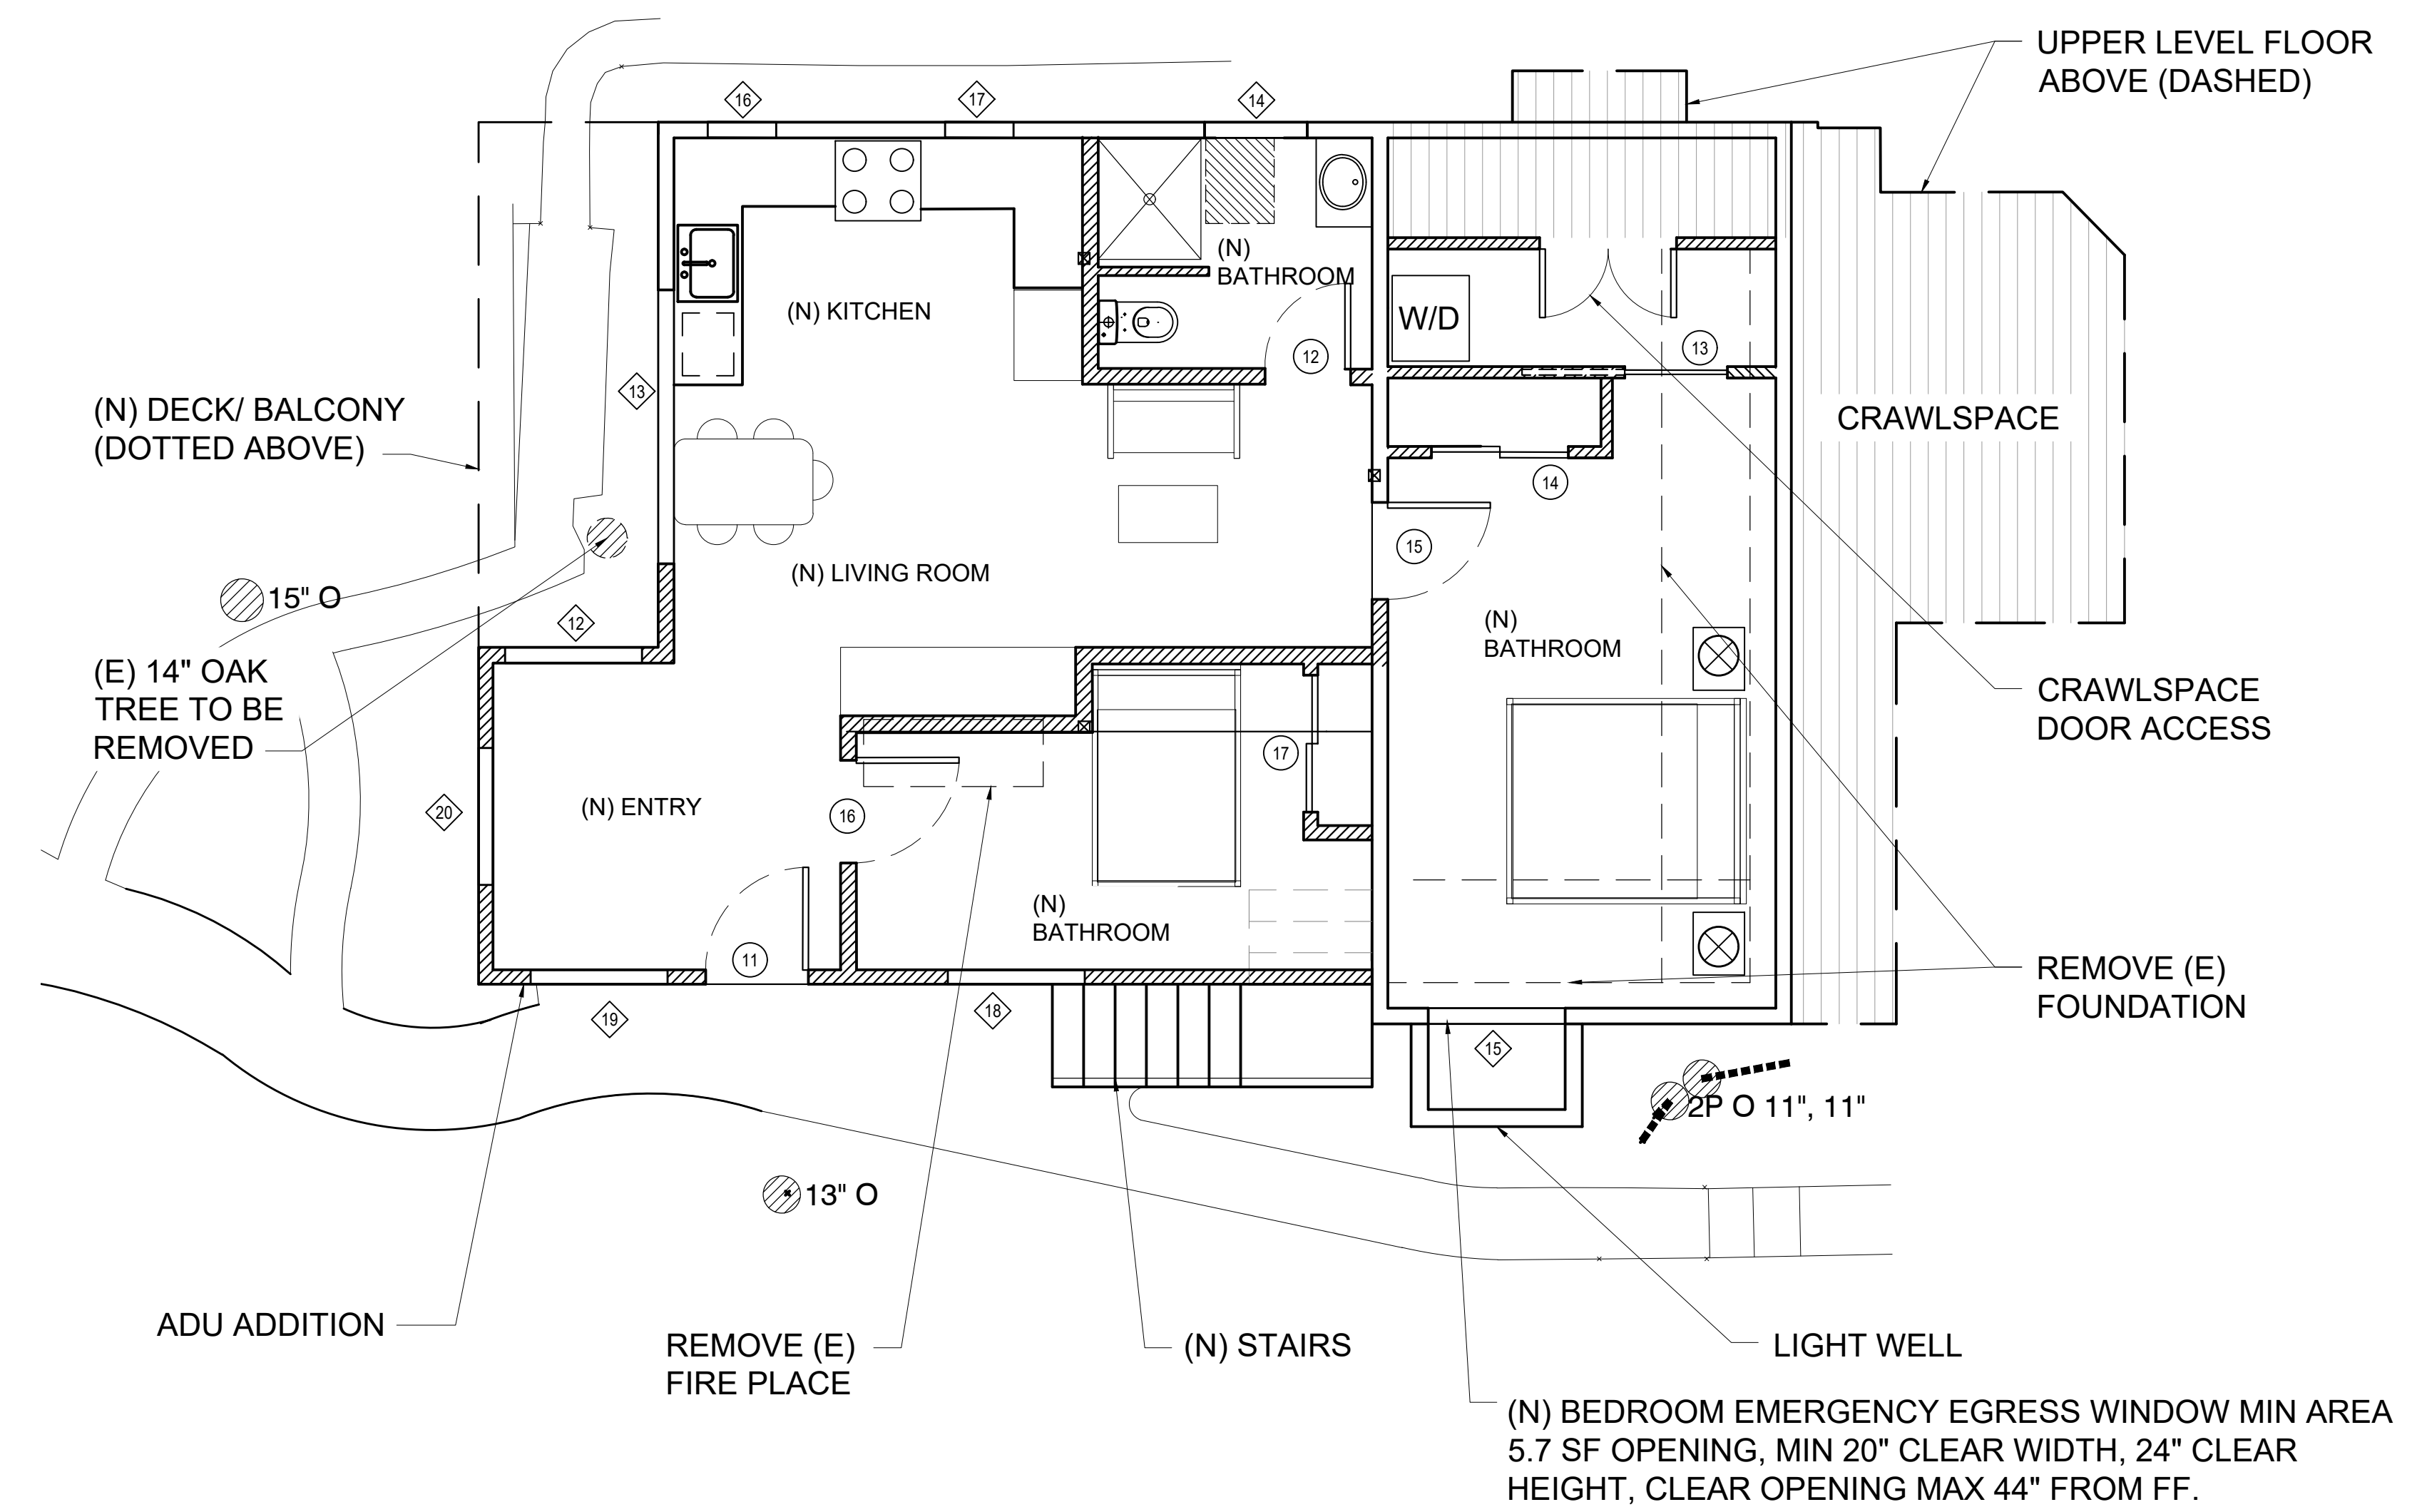 UPPER LEVEL FLOOR
ABOVE (DASHED)
16
17
14
(N)
BATHROOM
(N) KITCHEN
W/D
12
13
13
(N) DECK/ BALCONY
(DOTTED ABOVE)
CRAWLSPACE
14
15
(N) LIVING ROOM
15" O
12
(N)
BATHROOM
(E) 14" OAK
TREE TO BE
REMOVED
CRAWLSPACE
DOOR ACCESS
17
20
(N) ENTRY
16
(N)
BATHROOM
11
REMOVE (E)
FOUNDATION
19
18
15
2P O 11", 11"
13" O
ADU ADDITION
REMOVE (E)
FIRE PLACE
(N) STAIRS
LIGHT WELL
(N) BEDROOM EMERGENCY EGRESS WINDOW MIN AREA
5.7 SF OPENING, MIN 20" CLEAR WIDTH, 24" CLEAR
HEIGHT, CLEAR OPENING MAX 44" FROM FF.